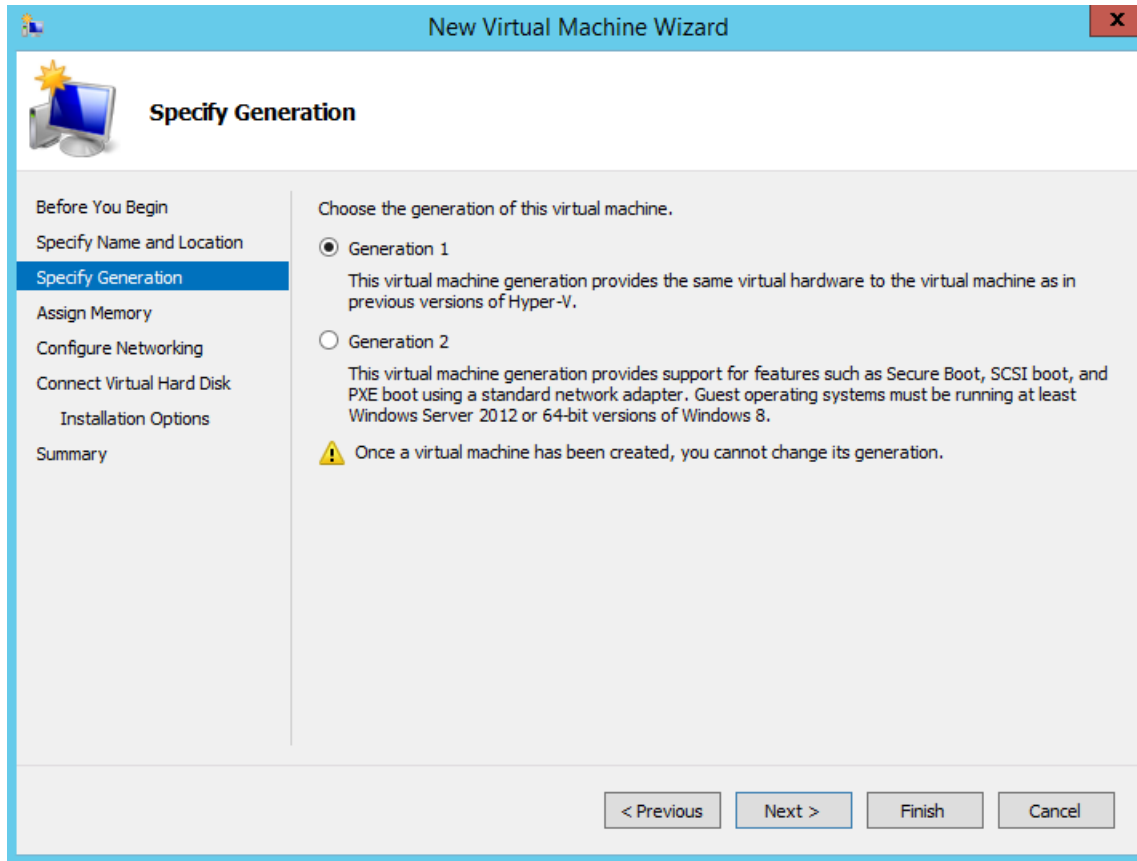 New Virtual Machine Wizard
x
Specify Generation
Before You Begin
Specify Name and Location
Specify Generation
Assign Memory
Configure Networking
Connect Virtual Hard Disk
Installation Options
Summary
Choose the generation of this virtual machine.
Generation 1
This virtual machine generation provides the same virtual hardware to the virtual machine as in
previous versions of Hyper-V.
Generation 2
This virtual machine generation provides support for features such as Secure Boot, SCSI boot, and
PXE boot using a standard network adapter. Guest operating systems must be running at least
Windows Server 2012 or 64-bit versions of Windows 8.
Once a virtual machine has been created, you cannot change its generation.
< Previous
Next >
Finish
Cancel